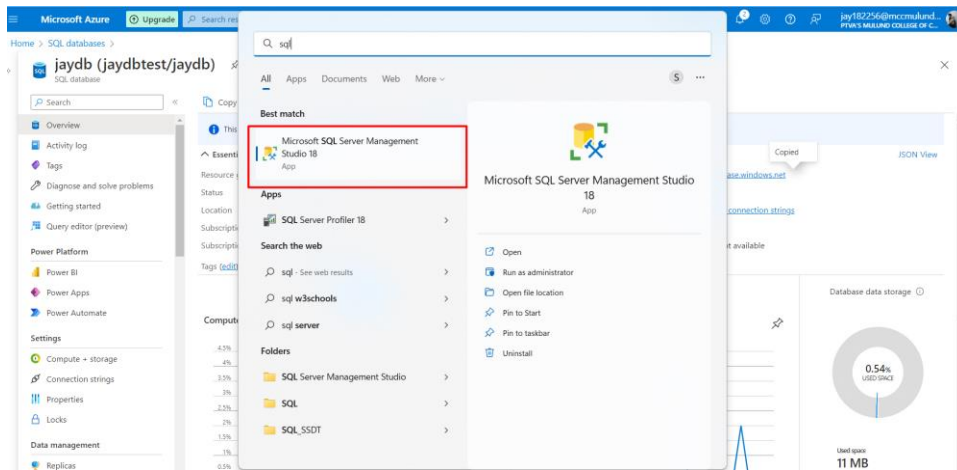 Microsoft Azure
Upgrade
Search res
2
jay182256@mccmulund...
PTVA'S MULUND COLLEGE OF C...
Home > SQL databases >
jaydb (jaydbtest/jaydb)
SQL database
Search
Overview
Activity log
Tags
Diagnose and solve problems
Getting started
Query editor (preview)
Power Platform
Power BI
Power Apps
Power Automate
Settings
Compute + storage
Connection strings
Properties
Locks
Data management
Replicas
Copy
This
Essenti
Resource g
Status
Location
Subscripti
Subscripti
Tags (edit)
Compute
4.5%
4%
3.5%
3%
2.5%
2%
1.5%
1%
0.5%
sql
All Apps Documents Web More
S ...
Best match
Microsoft SQL Server Management
Studio 18
App
Apps
SQL Server Profiler 18
Search the web
sql - See web results
sql w3schools
sql server
Folders
SQL Server Management Studio
SQL
SQL_SSDT
Microsoft SQL Server Management Studio
18
App
Open
Run as administrator
Open file location
Pin to Start
Pin to taskbar
Uninstall
Copied
JSON View
ase.windows.net
connection strings
t available
Database data storage
0.54%
USED SPACE
Used space
11 MB